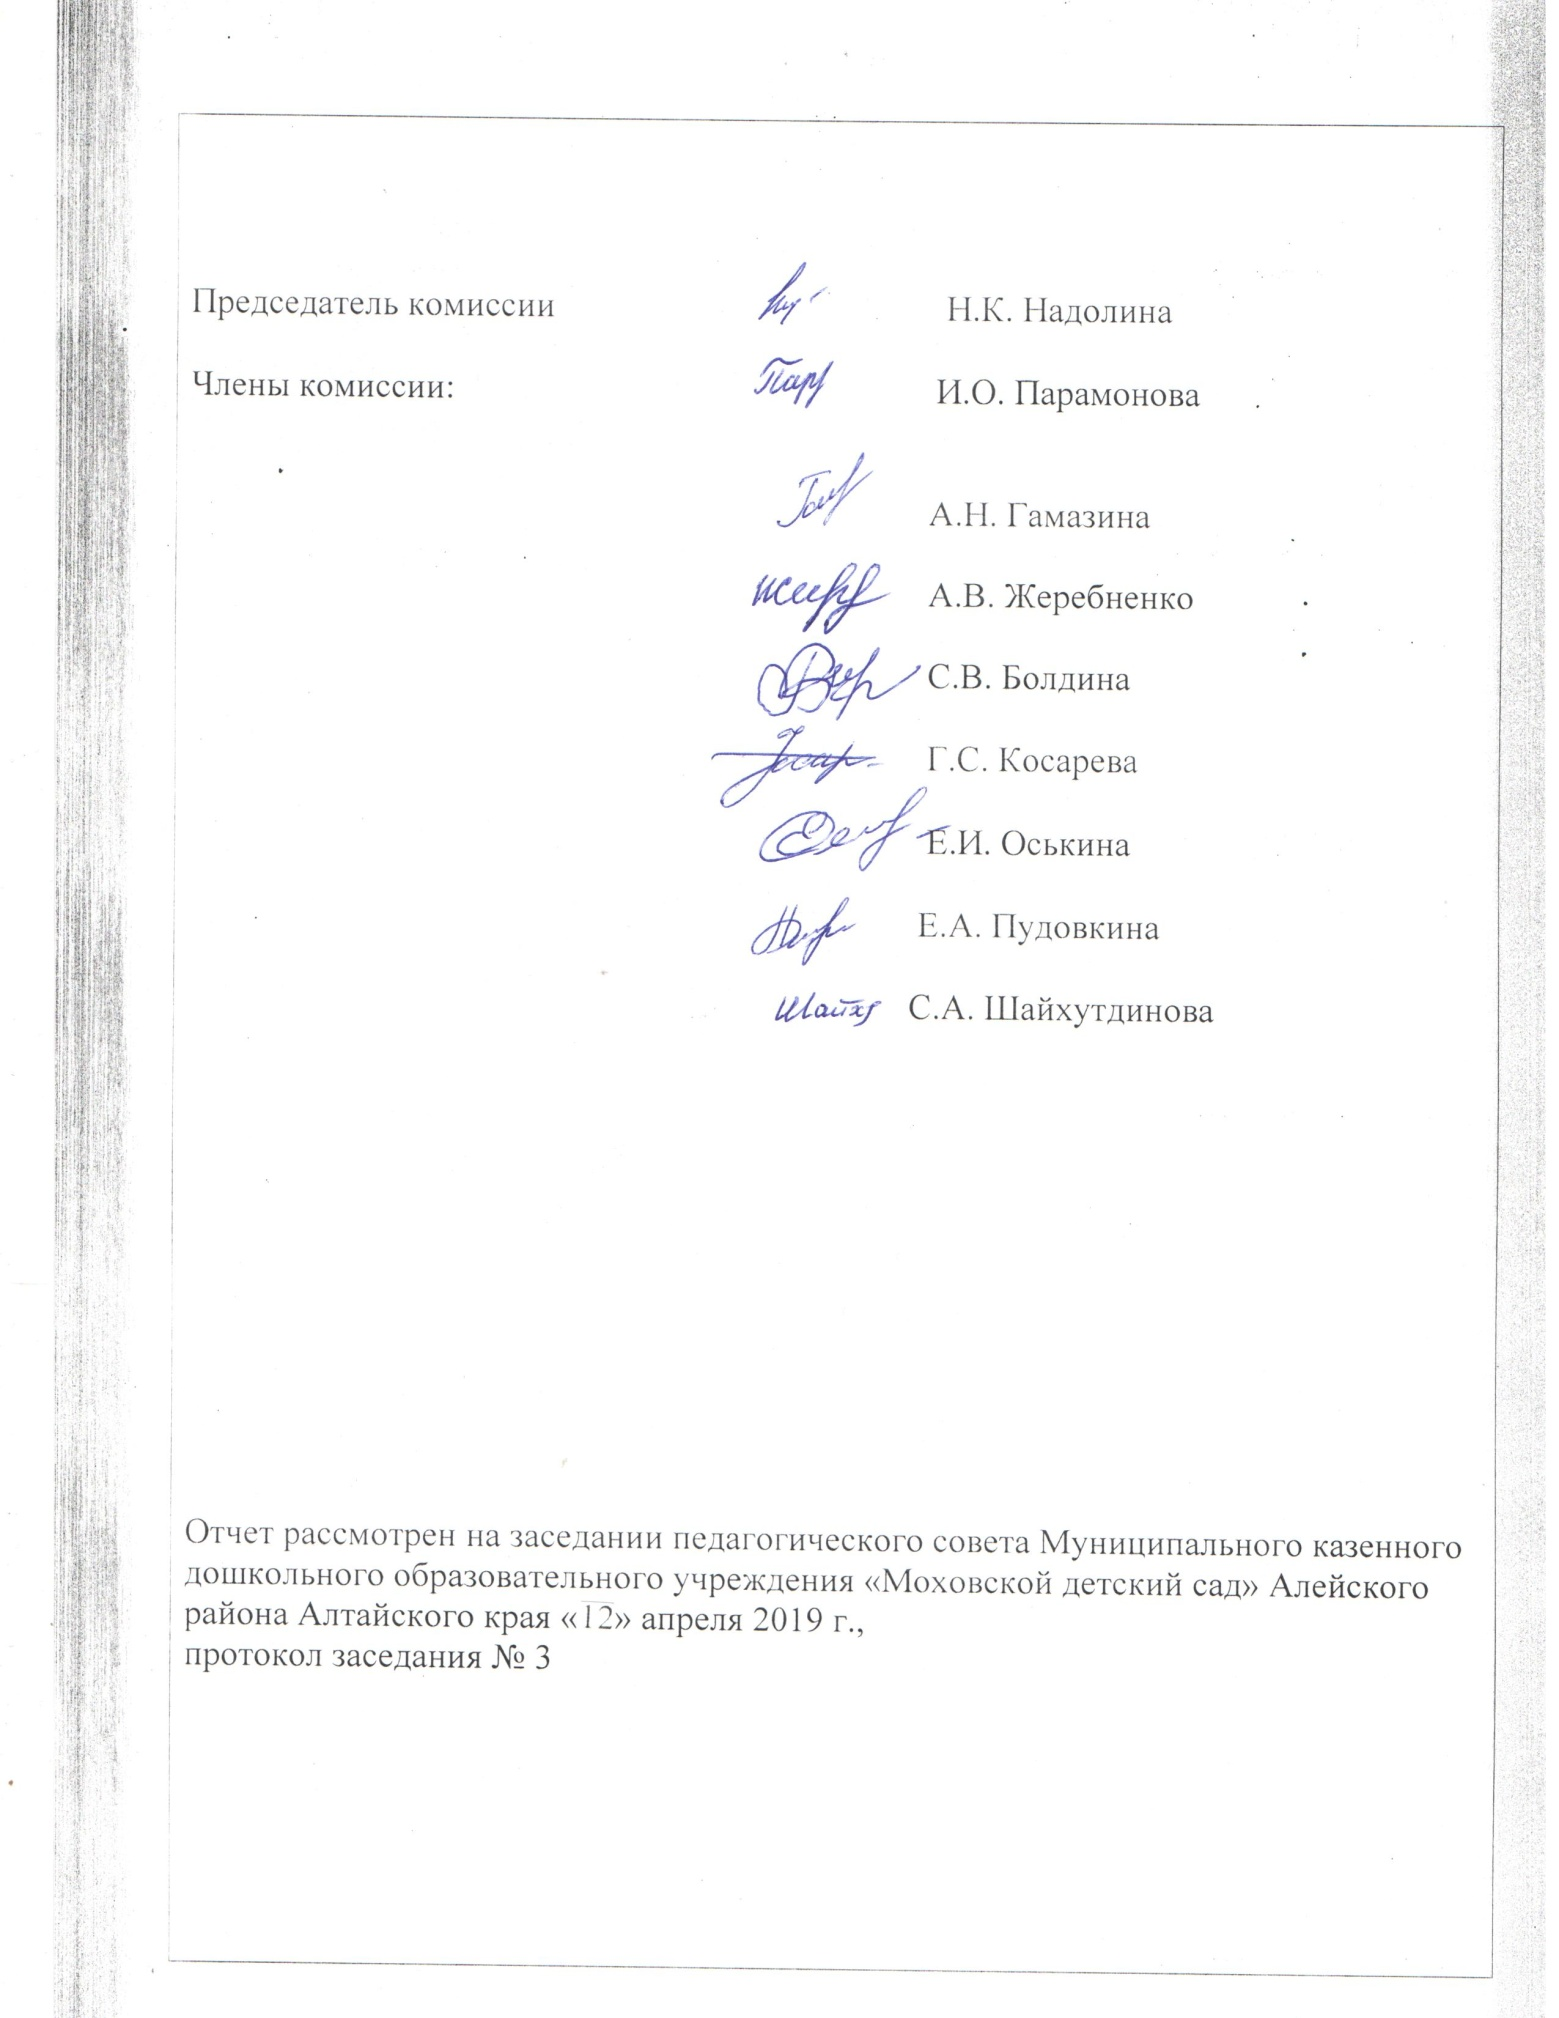 Председатель комиссии Н.К. Надолина
Члены комиссии: Пар И.О. Парамонова
А.Н. Гамазина
А.В. Жеребненко
С.В. Болдина
Г.С. Косарева
Е.И. Оськина
Е.А. Пудовкина
Шайх С.А. Шайхутдинова
Отчет рассмотрен на заседании педагогического совета Муниципального казенного
дошкольного образовательного учреждения «Моховской детский сад» Алейского
района Алтайского края «12» апреля 2019 г.,
протокол заседания № 3